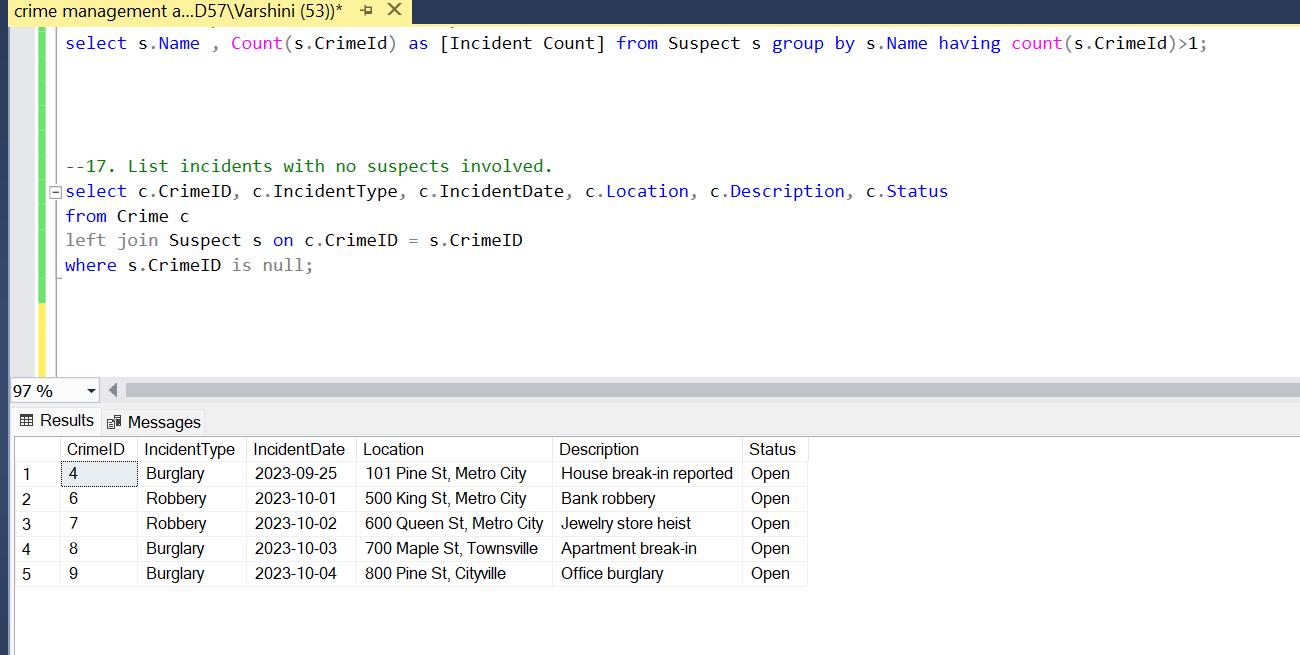 crime management a...D57\Varshini (53))*
select s.Name , Count(s.CrimeId) as [Incident Count] from Suspect s group by s.Name having count(s.CrimeId)>1;
--17. List incidents with no suspects involved.
select c.CrimeID, c.IncidentType, c.IncidentDate, c.Location, c.Description, c.Status
from Crime c
left join Suspect s on c.CrimeID = s.CrimeID
where s.CrimeID is null;
97 %
Results Messages
CrimeID IncidentType IncidentDate Location Description Status
1 4 Burglary 2023-09-25 101 Pine St, Metro City House break-in reported Open
2 6 Robbery 2023-10-01 500 King St, Metro City Bank robbery Open
3 7 Robbery 2023-10-02 600 Queen St, Metro City Jewelry store heist Open
4 8 Burglary 2023-10-03 700 Maple St, Townsville Apartment break-in Open
5 9 Burglary 2023-10-04 800 Pine St, Cityville Office burglary Open